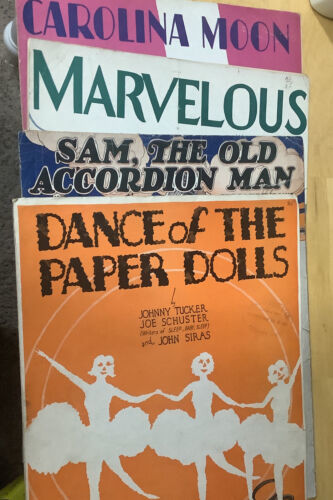 CAROLINA MOON
MARVELOUS
SAM, THE OLD
ACCORDION MAN
DANCE OF THE
PAPER DOLLS
by
JOHNNY TUCKER
JOE SCHUSTER
(Writers of SLEEP, BABY, SLEEP)
and JOHN SIRAS